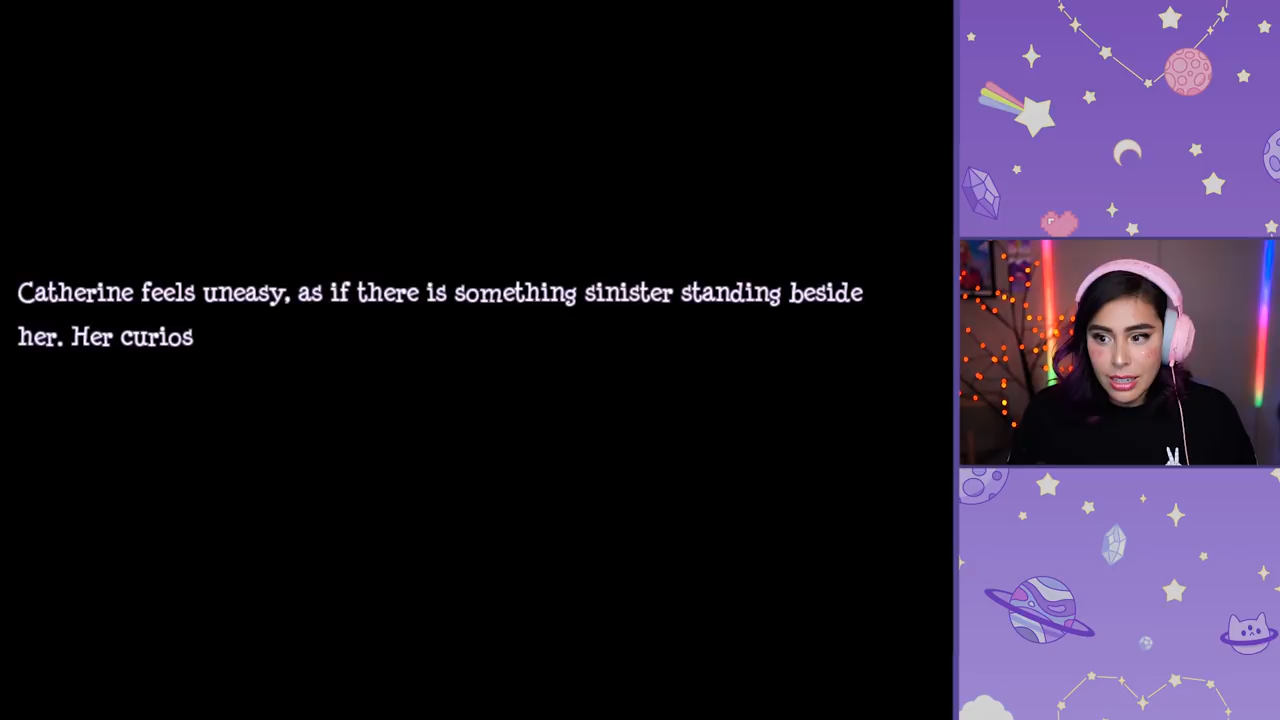 Catherine feels uneasy, as if there is something sinister standing beside
her. Her curios